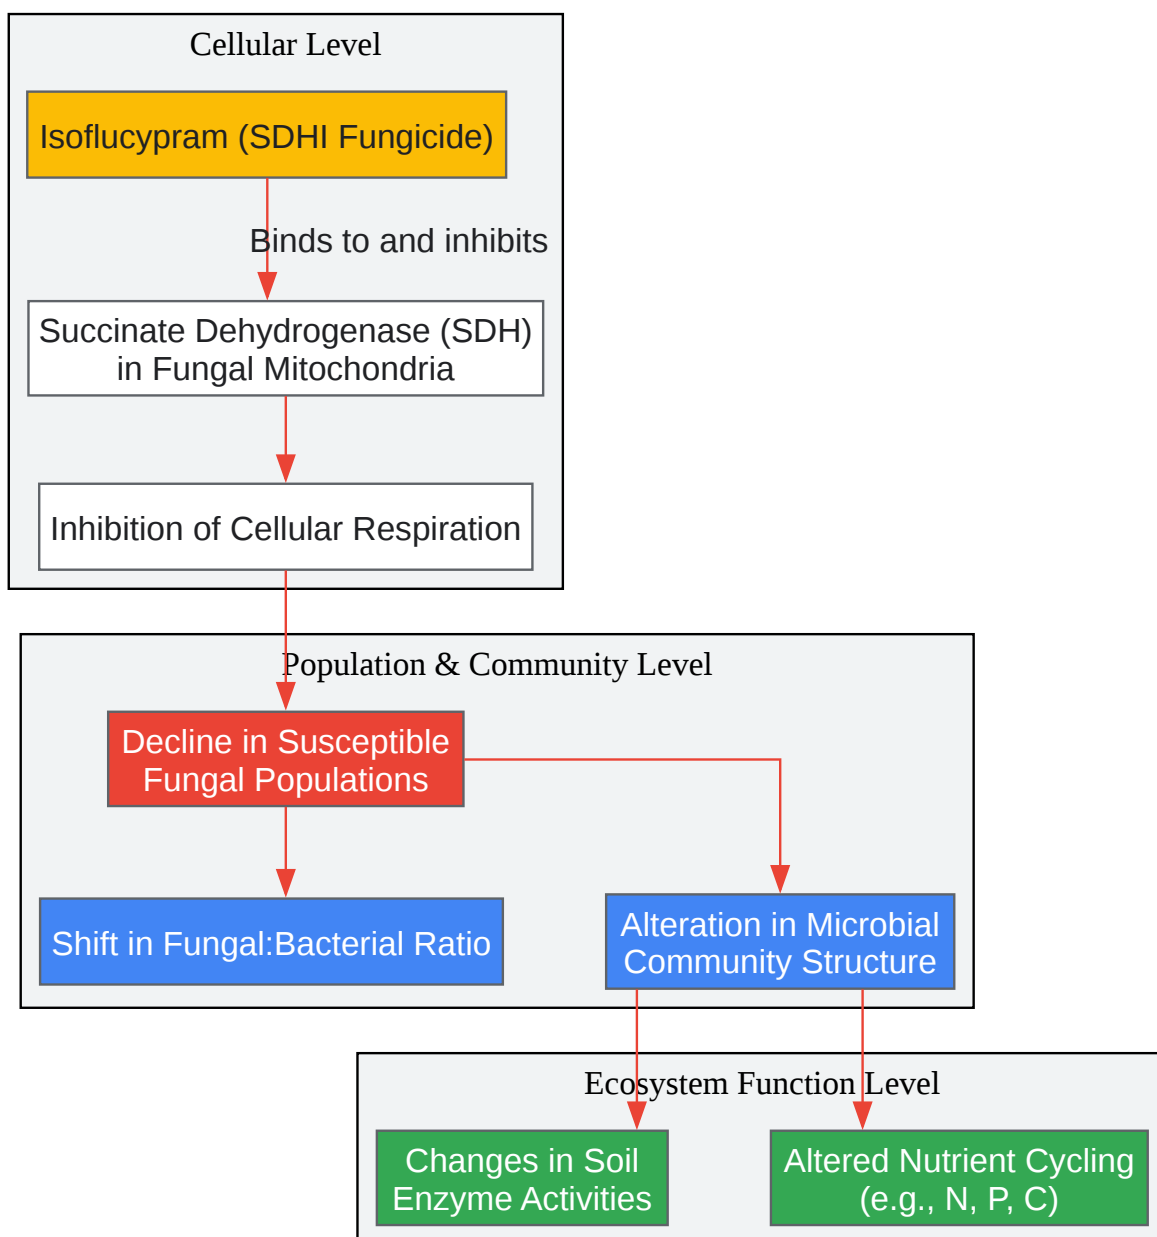 Cellular Level
Isoflucypram (SDHI Fungicide)
Binds to and inhibits
Succinate Dehydrogenase (SDH)
in Fungal Mitochondria
Inhibition of Cellular Respiration
Population & Community Level
Decline in Susceptible
Fungal Populations
Shift in Fungal:Bacterial Ratio
Alteration in Microbial
Community Structure
Ecosystem Function Level
Changes in Soil
Enzyme Activities
Altered Nutrient Cycling
(e.g., N, P, C)